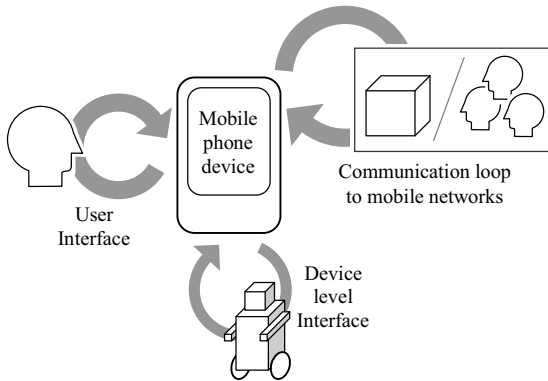 Mobile
phone
device
Communication loop
to mobile networks
User
Interface
Device
level
Interface